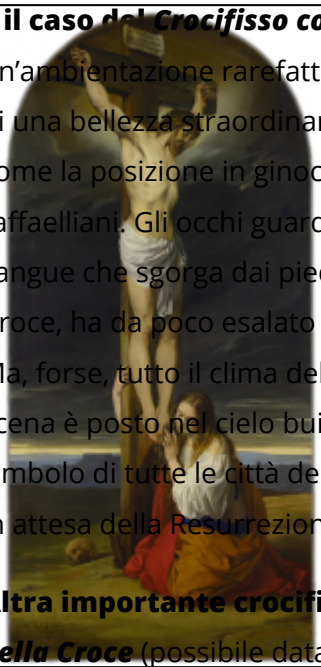 il caso del Crocifisso co
n’ambientazione rarefatt
i una bellezza straordinar
ome la posizione in ginoc
affaelliani. Gli occhi guard
angue che sgorga dai pied
roce, ha da poco esalato
Ma, forse, tutto il clima del
cena è posto nel cielo bui
mbolo di tutte le città de
n attesa della Resurrezion
ltra importante crocifi
ella Croce (possibile data